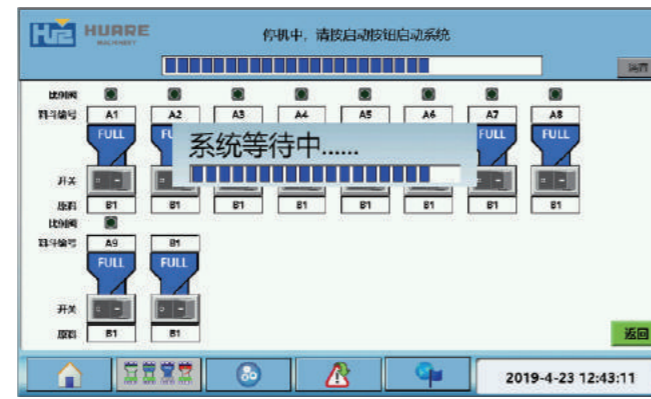 HUARE
MACHINERY
停机中，请按启动按钮启动系统
比例阀
料斗编号 A1 A2 A3 A4 A5 A6 A7 A8
FULL FU FULL FULL
系统等待中......
开关
原料 B1 B1 B1 B1 B1 B1 B1 B1
比例阀
料斗编号 A9 B1
FULL FULL
开关
原料 B1 B1
返回
2019-4-23 12:43:11